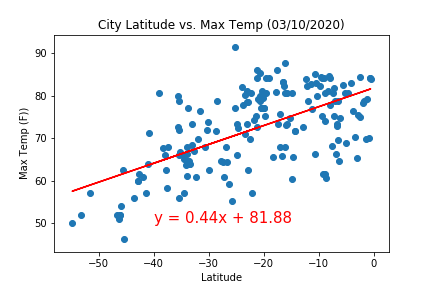 City Latitude vs. Max Temp (03/10/2020)
90
80
70
60
50
Max Temp (F))
y = 0.44x + 81.88
−50 −40 −30 −20 −10 0
Latitude